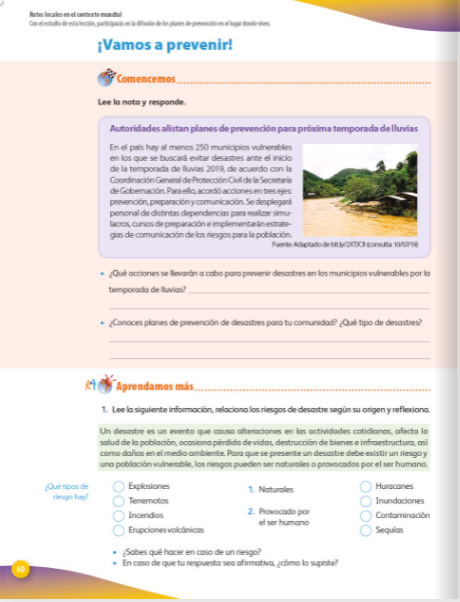 Retos locales en el contexto mundial
Con el estudio de esta lección, participarás en la difusión de los planes de prevención en el lugar donde vives.
¡Vamos a prevenir!
Comencemos
Lee la nota y responde.
Autoridades alistan planes de prevención para próxima temporada de lluvias
En el país hay al menos 250 municipios vulnerables
en los que se buscará evitar desastres ante el inicio
de la temporada de lluvias 2019, de acuerdo con la
Coordinación General de Protección Civil de la Secretaría
de Gobernación. Para ello, acordó acciones en tres ejes:
prevención, preparación y comunicación. Se desplegará
personal de distintas dependencias para realizar simu-
lacros, cursos de preparación e implementarán estrate-
gias de comunicación de los riesgos para la población.
Fuente: Adaptado de (consulta: 10/07/19)
¿Qué acciones se llevarán a cabo para prevenir desastres en los municipios vulnerables por la
temporada de lluvias?
¿Conoces planes de prevención de desastres para tu comunidad? ¿Qué tipo de desastres?
Aprendamos más
1. Lee la siguiente información, relaciona los riesgos de desastre según su origen y reflexiona.
Un desastre es un evento que causa alteraciones en las actividades cotidianas, afecta la
salud de la población, ocasiona pérdida de vidas, destrucción de bienes e infraestructura, así
como daños en el medio ambiente. Para que se presente un desastre debe existir un riesgo y
una población vulnerable, los riesgos pueden ser naturales o provocados por el ser humano.
¿Qué tipos de
riesgo hay?
Explosiones
Terremotos
Incendios
Erupciones volcánicas
1. Naturales
2. Provocado por
el ser humano
Huracanes
Inundaciones
Contaminación
Sequías
¿Sabes qué hacer en caso de un riesgo?
En caso de que tu respuesta sea afirmativa, ¿cómo lo supiste?
60